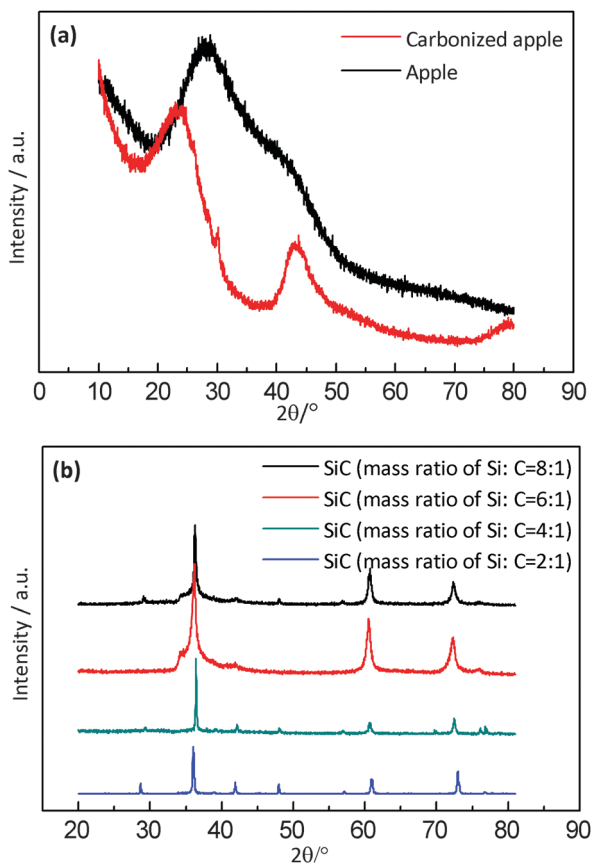 (a)
Carbonized apple
Apple
Intensity / a.u.
0 10 20 30 40 50 60 70 80 90
2θ/°
(b)
SiC (mass ratio of Si: C=8:1)
SiC (mass ratio of Si: C=6:1)
SiC (mass ratio of Si: C=4:1)
SiC (mass ratio of Si: C=2:1)
Intensity / a.u.
20 30 40 50 60 70 80
2θ/°